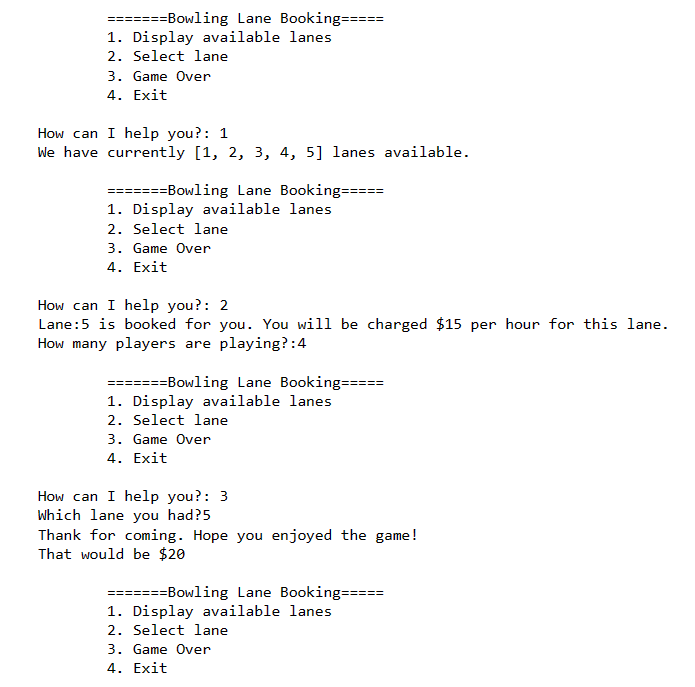 =======Bowling Lane Booking=====
1. Display available lanes
2. Select lane
3. Game Over
4. Exit
How can I help you?: 1
We have currently [1, 2, 3, 4, 5] lanes available.
=======Bowling Lane Booking=====
1. Display available lanes
2. Select lane
3. Game Over
4. Exit
How can I help you?: 2
Lane:5 is booked for you. You will be charged $15 per hour for this lane.
How many players are playing?:4
=======Bowling Lane Booking=====
1. Display available lanes
2. Select lane
3. Game Over
4. Exit
How can I help you?: 3
Which lane you had?5
Thank for coming. Hope you enjoyed the game!
That would be $20
=======Bowling Lane Booking=====
1. Display available lanes
2. Select lane
3. Game Over
4. Exit